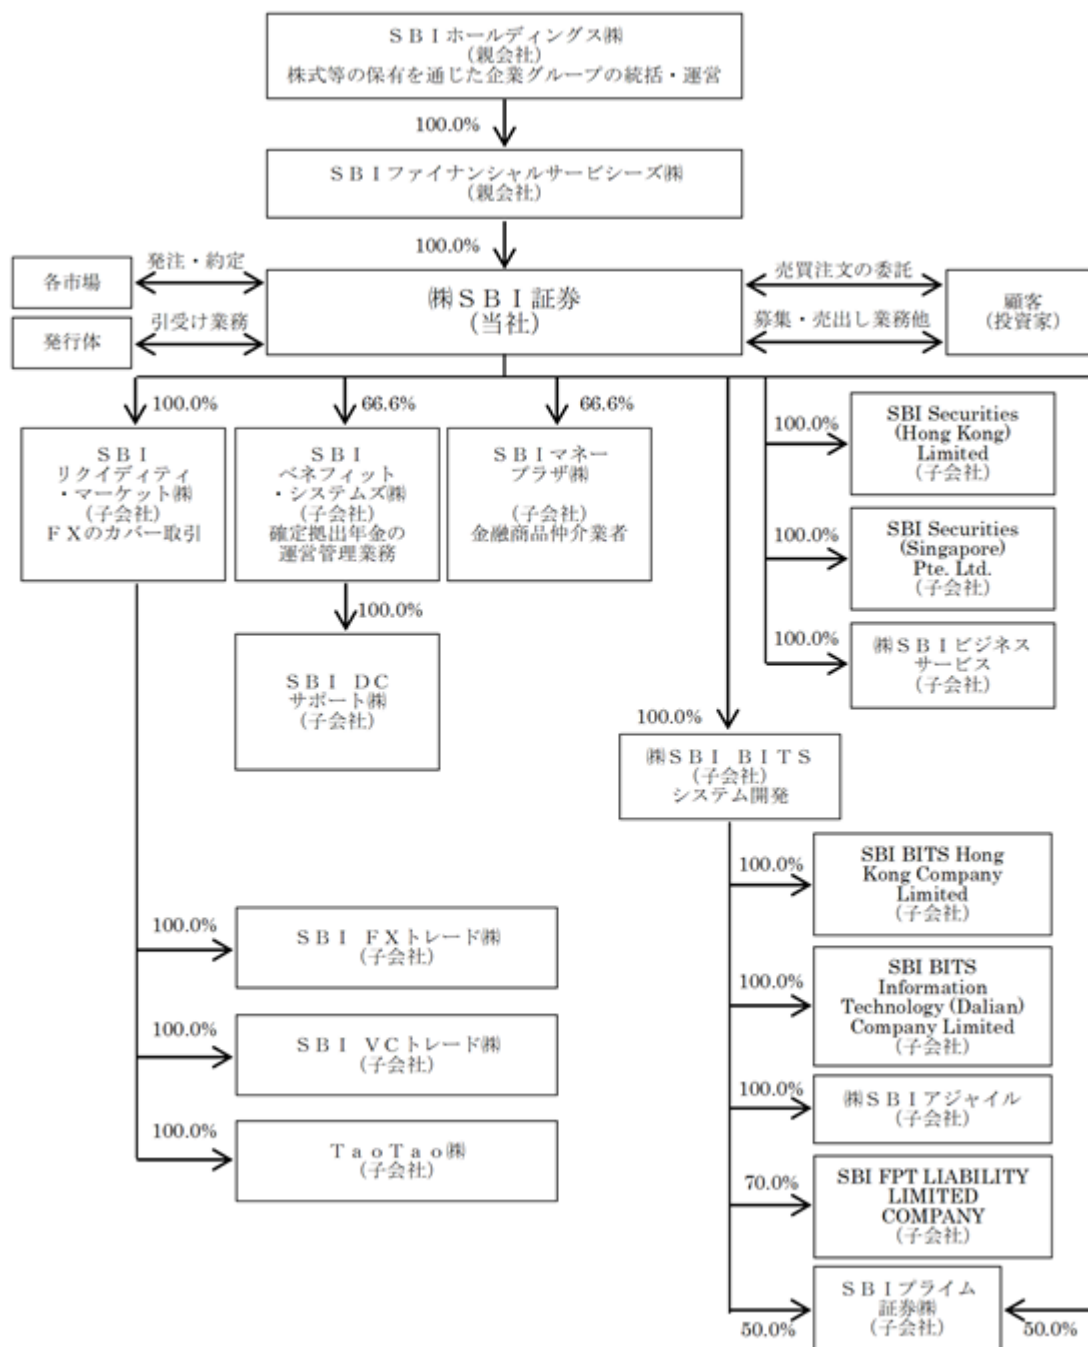 ＳＢＩホールディングス㈱
（親会社）
株式等の保有を通じた企業グループの統括・運営
100.0%
ＳＢＩファイナンシャルサービシーズ㈱
（親会社）
100.0%
各市場
発注・約定
㈱ＳＢＩ証券
（当社）
売買注文の委託
顧客
（投資家）
発行体
引受け業務
募集・売出し業務他
100.0%
66.6%
66.6%
ＳＢＩ
リクイディティ
・マーケット㈱
（子会社）
ＦＸのカバー取引
ＳＢＩ
ベネフィット
・システムズ㈱
（子会社）
確定拠出年金の
運営管理業務
ＳＢＩマネー
プラザ㈱
（子会社）
金融商品仲介業者
100.0%
SBI Securities
(Hong Kong)
Limited
（子会社）
100.0%
SBI Securities
(Singapore)
Pte. Ltd.
（子会社）
100.0%
㈱ＳＢＩビジネス
サービス
（子会社）
100.0%
ＳＢＩ ＤＣ
サポート㈱
（子会社）
100.0%
㈱ＳＢＩ ＢＩＴＳ
（子会社）
システム開発
100.0%
SBI BITS Hong
Kong Company
Limited
（子会社）
100.0%
SBI BITS
Information
Technology (Dalian)
Company Limited
（子会社）
100.0%
㈱ＳＢＩアジャイル
（子会社）
70.0%
SBI FPT LIABILITY
LIMITED
COMPANY
（子会社）
50.0%
ＳＢＩプライム
証券㈱
（子会社）
50.0%
100.0%
ＳＢＩ ＦＸトレード㈱
（子会社）
100.0%
ＳＢＩ ＶＣトレード㈱
（子会社）
100.0%
ＴａｏＴａｏ㈱
（子会社）